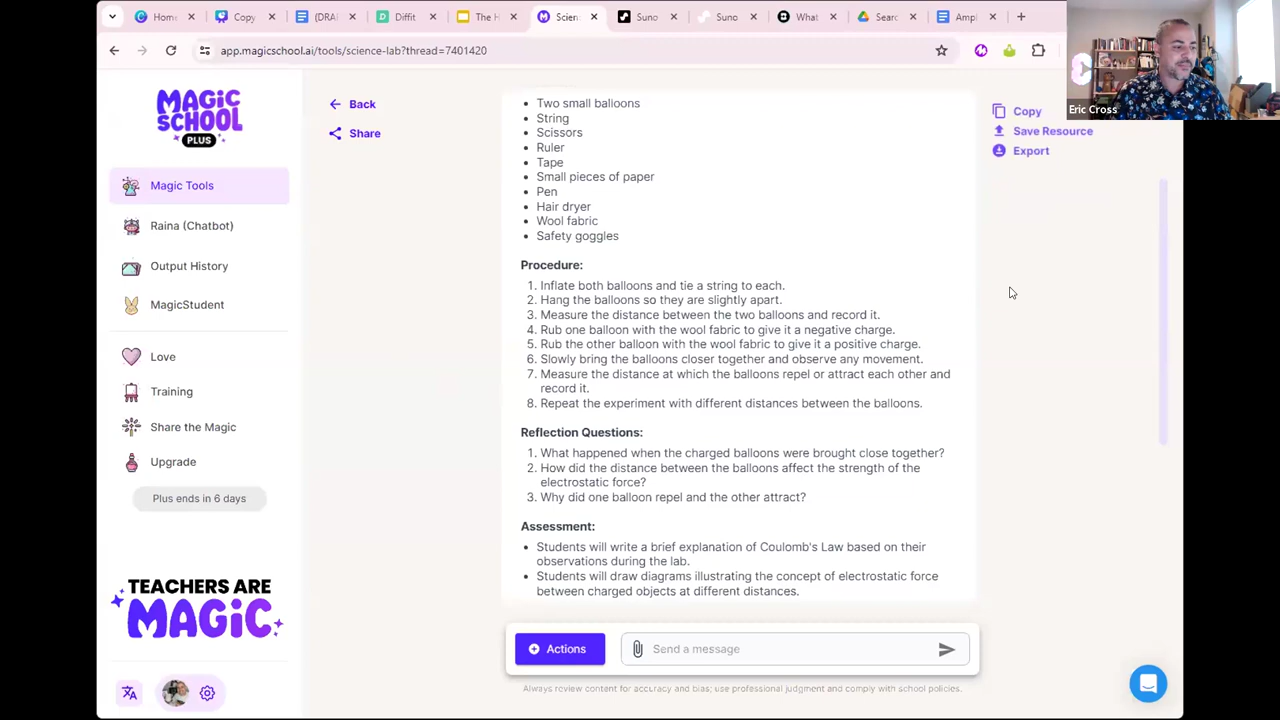 Home
Copy
(DRA
Diffit
The H
Scien
Suno
Suno
What
Searc
Ampl
app.magicschool.ai/tools/science-lab?thread=7401420
Eric Cross
MAGIC
SCHOOL
PLUS
Magic Tools
Raina (Chatbot)
Output History
MagicStudent
Love
Training
Share the Magic
Upgrade
Plus ends in 6 days
TEACHERS ARE
MAGIC
Back
Share
• Two small balloons
• String
• Scissors
• Ruler
• Tape
• Small pieces of paper
• Pen
• Hair dryer
• Wool fabric
• Safety goggles
Procedure:
1. Inflate both balloons and tie a string to each.
2. Hang the balloons so they are slightly apart.
3. Measure the distance between the two balloons and record it.
4. Rub one balloon with the wool fabric to give it a negative charge.
5. Rub the other balloon with the wool fabric to give it a positive charge.
6. Slowly bring the balloons closer together and observe any movement.
7. Measure the distance at which the balloons repel or attract each other and
record it.
8. Repeat the experiment with different distances between the balloons.
Reflection Questions:
1. What happened when the charged balloons were brought close together?
2. How did the distance between the balloons affect the strength of the
electrostatic force?
3. Why did one balloon repel and the other attract?
Assessment:
• Students will write a brief explanation of Coulomb's Law based on their
observations during the lab.
• Students will draw diagrams illustrating the concept of electrostatic force
between charged objects at different distances.
Actions
Send a message
Always review content for accuracy and bias; use professional judgment and comply with school policies.
Copy
Save Resource
Export